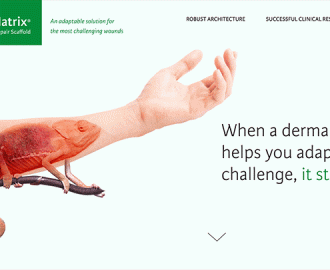 latrix®
pair Scaffold
An adaptable solution for
the most challenging wounds
ROBUST ARCHITECTURE
SUCCESSFUL CLINICAL RES
When a derma
helps you adap
challenge, it st